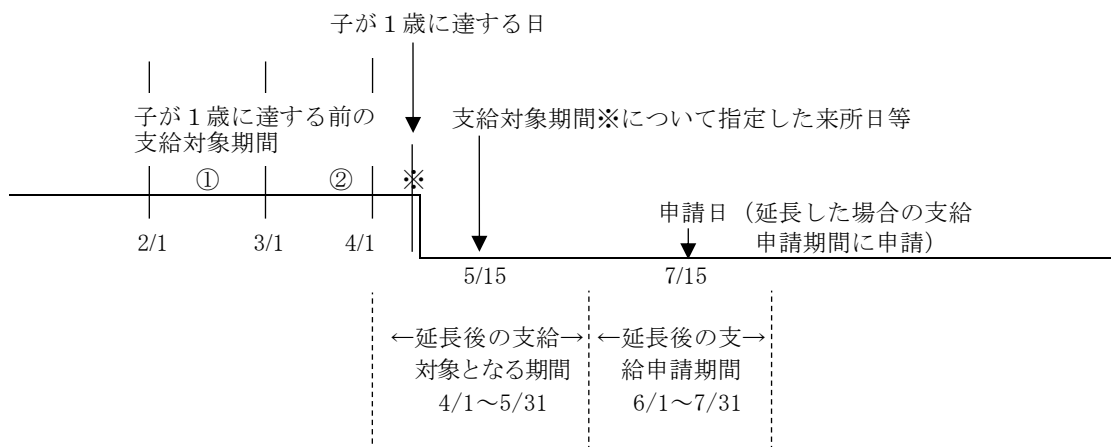 子が１歳に達する日
子が１歳に達する前の
支給対象期間
支給対象期間※について指定した来所日等
① ② ※
申請日（延長した場合の支給
申請期間に申請）
2/1 3/1 4/1
5/15 7/15
←延長後の支給→
対象となる期間
4/1～5/31
←延長後の支→
給申請期間
6/1～7/31